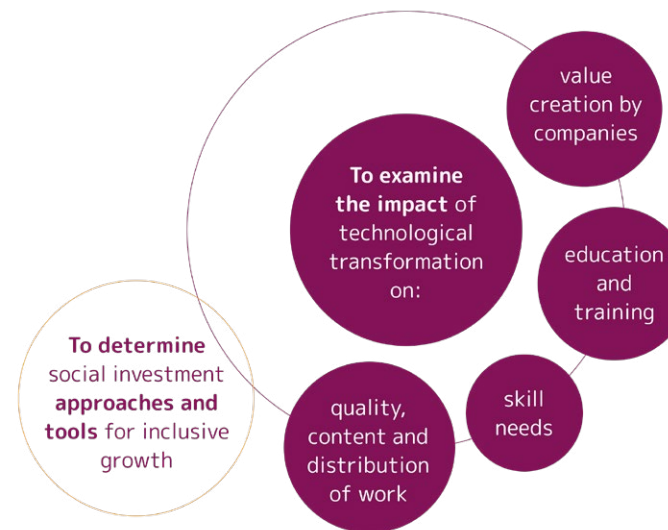 To examine
the impact of
technological
transformation
on:
value
creation by
companies
education
and
training
skill
needs
quality,
content and
distribution
of work
To determine
social investment
approaches and
tools for inclusive
growth